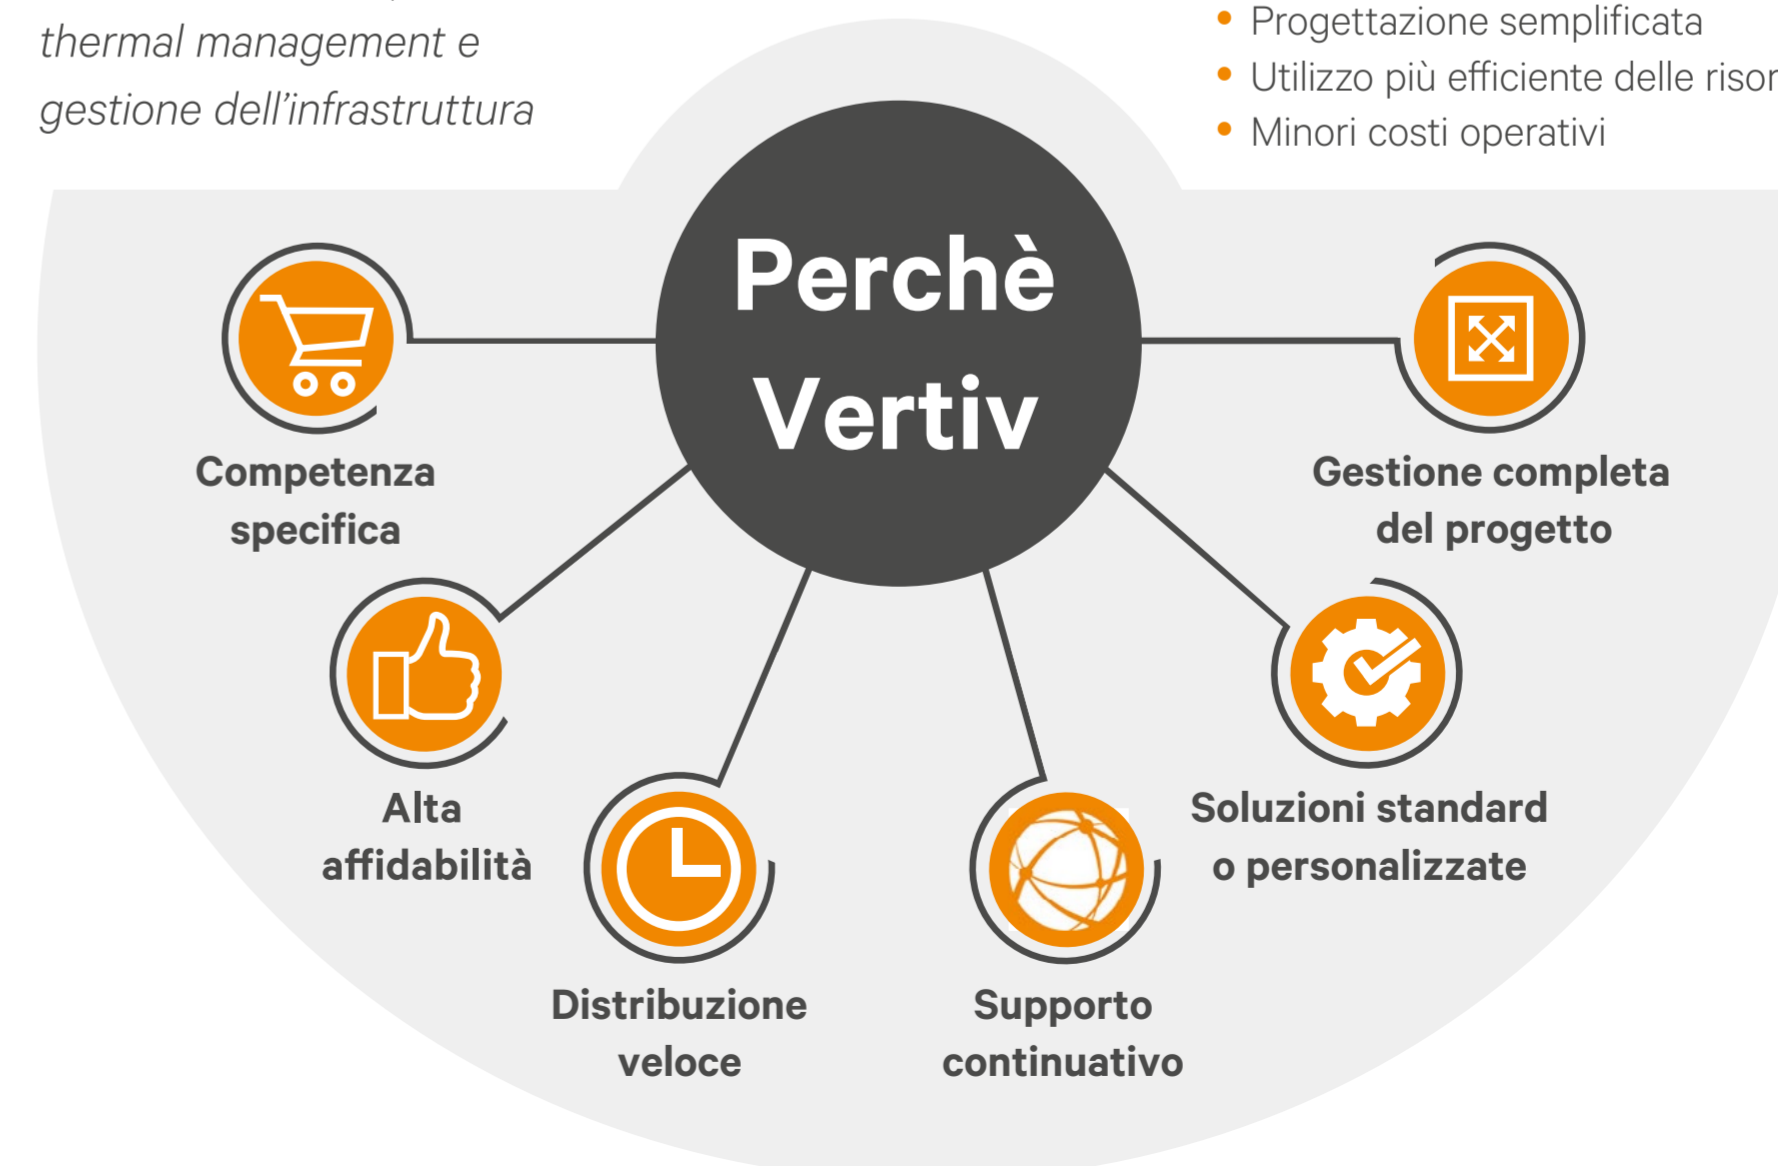 thermal management e
gestione dell'infrastruttura
• Progettazione semplificata
• Utilizzo più efficiente delle
• Minori costi operativi
Perchè
Vertiv
Competenza
specifica
Gestione completa
del progetto
Alta
affidabilità
Soluzioni standard
o personalizzate
Distribuzione
veloce
Supporto
continuativo